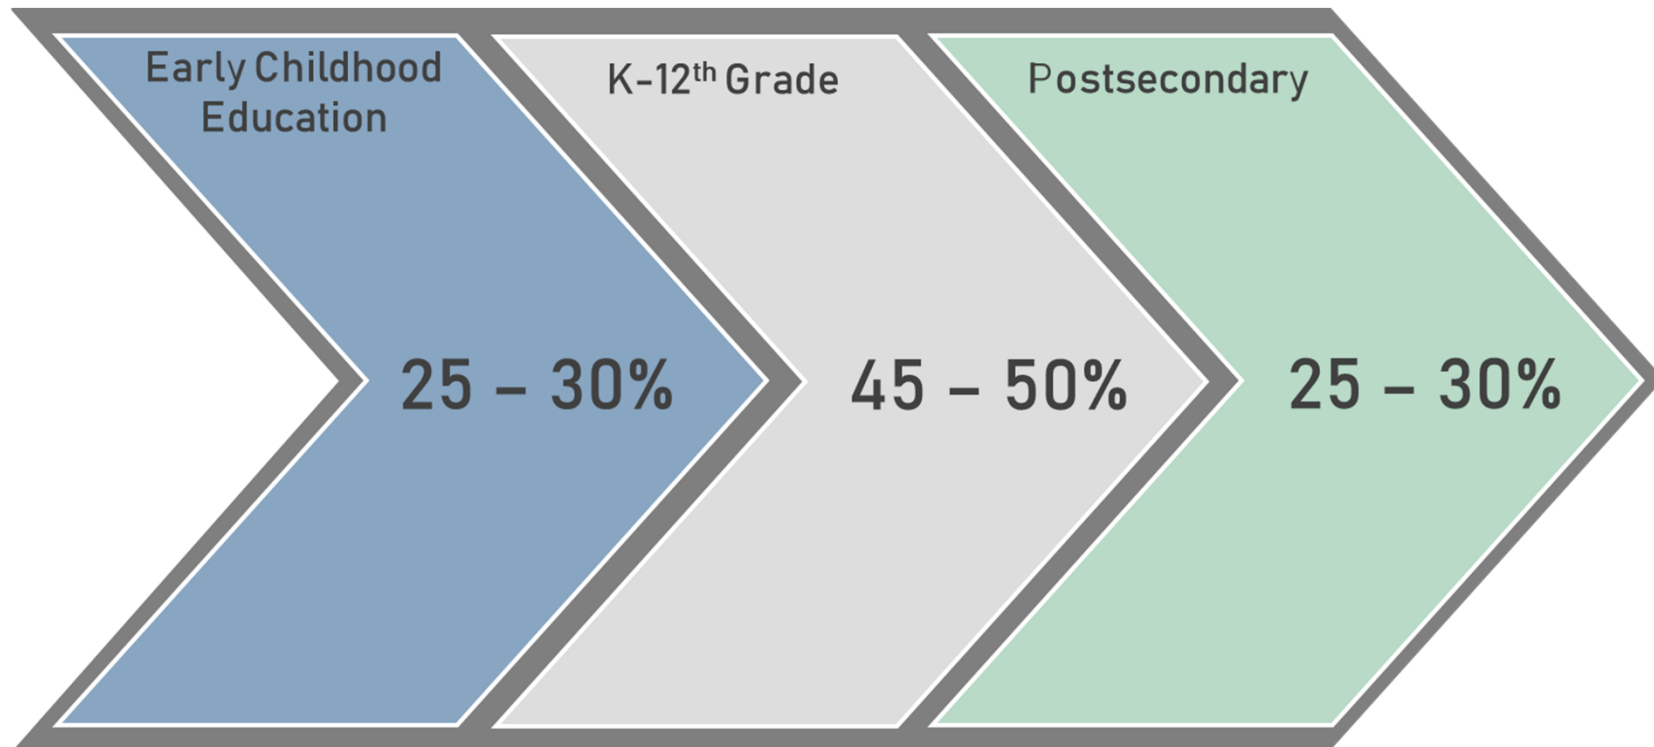 Early Childhood
Education
K-12th Grade
Postsecondary
25 – 30%
45 – 50%
25 – 30%